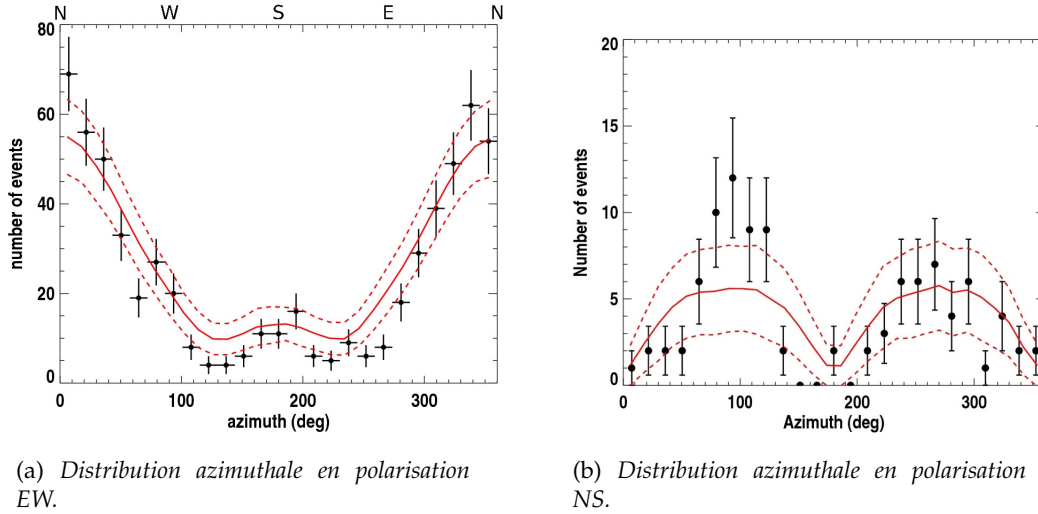 N W S E N
80
60
40
20
0
number of events
0 100 200 300
azimuth (deg)
20
15
10
5
0
Number of events
0 100 200 300
Azimuth (deg)
(a) Distribution azimuthale en polarisation
EW.
(b) Distribution azimuthale en polarisation
NS.